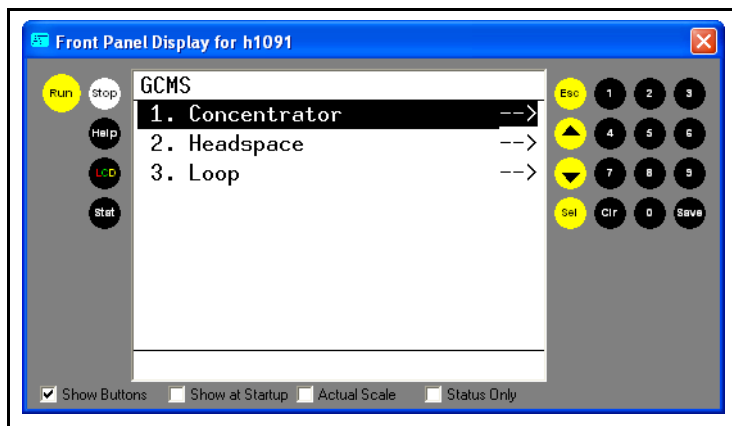 Front Panel Display for h1091
Run Stop
Help
LCD
Stat
GCMS
1. Concentrator -->
2. Headspace -->
3. Loop -->
Esc 1 2 3
4 5 6
7 8 9
Sel Clr 0 Save
Show Buttons Show at Startup Actual Scale Status Only